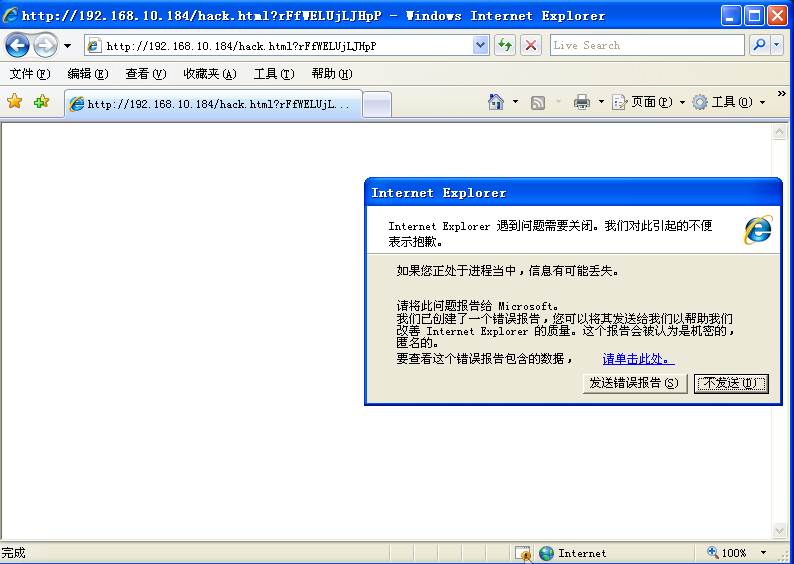 http://192.168.10.184/hack.html?rFfWELUjLJHpP - Windows Internet Explorer
http://192.168.10.184/hack.html?rFfWELUjLJHpP
Live Search
文件(F) 编辑(E) 查看(V) 收藏夹(A) 工具(T) 帮助(H)
http://192.168.10.184/hack.html?rFfWELUjL...
页面(P) 工具(O) »
Internet Explorer
Internet Explorer 遇到问题需要关闭。我们对此引起的不便
表示抱歉。
如果您正处于进程当中，信息有可能丢失。
请将此问题报告给 Microsoft。
我们已创建了一个错误报告，您可以将其发送给我们以帮助我们
改善 Internet Explorer 的质量。这个报告会被认为是机密的，
匿名的。
要查看这个错误报告包含的数据， 请单击此处。
发送错误报告(S) 不发送(D)
完成 Internet 100%